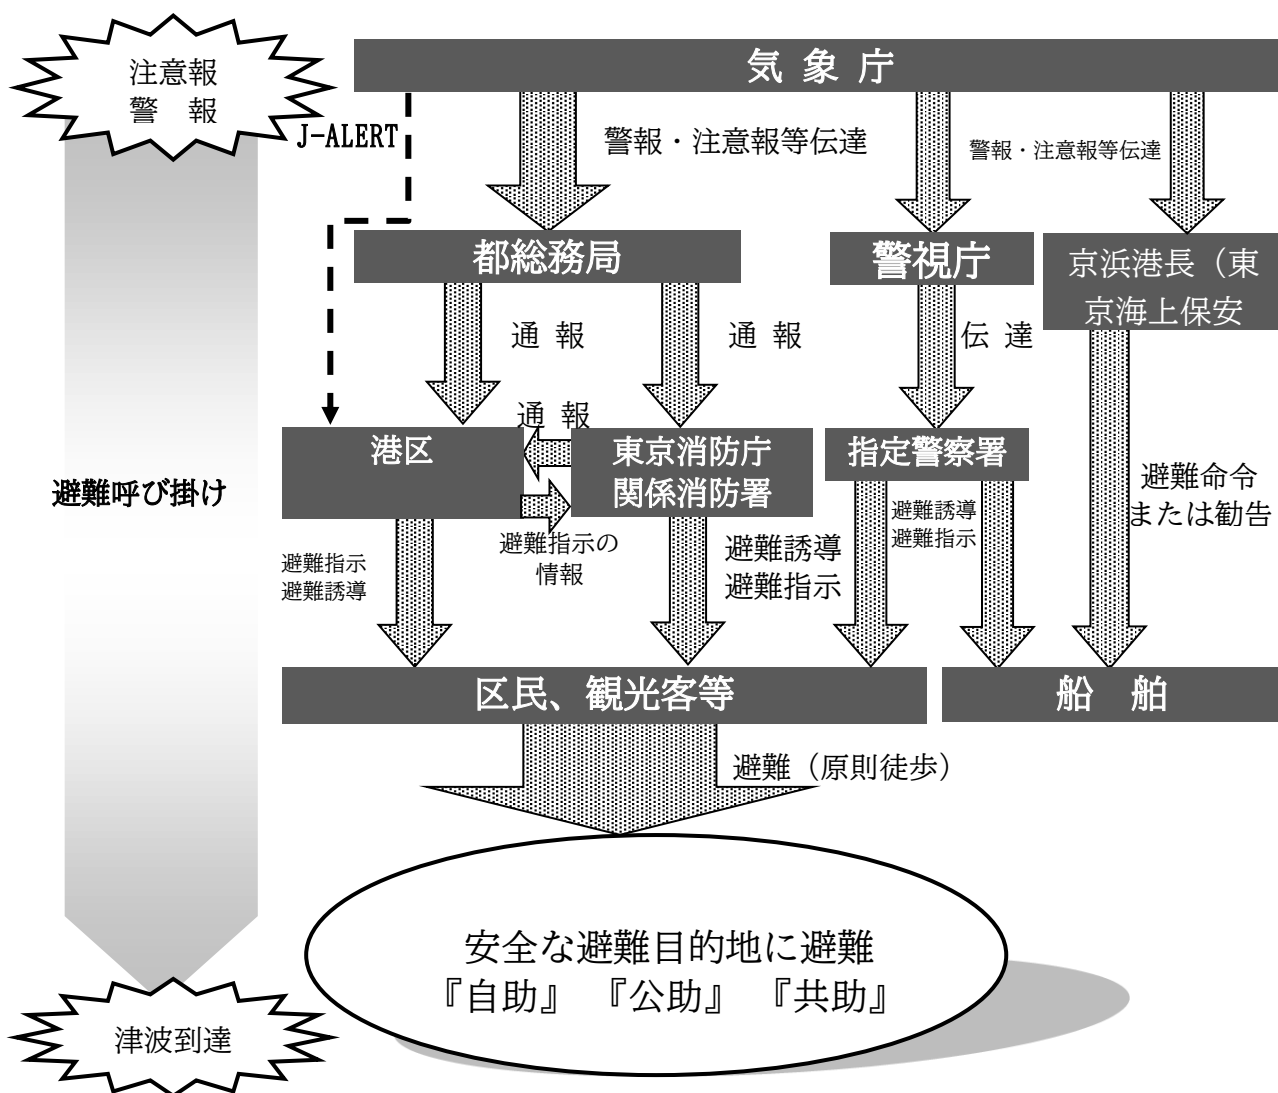 注意報
警　報
気 象 庁
J-ALERT
警報・注意報等伝達
警報・注意報等伝達
都総務局
警視庁
京浜港長（東
京海上保安
通 報
通 報
伝 達
通 報
港区
東京消防庁
関係消防署
指定警察署
避難呼び掛け
避難指示の
情報
避難指示
避難誘導
避難誘導
避難指示
避難誘導
避難指示
避難命令
または勧告
区民、観光客等
船　舶
避難（原則徒歩）
安全な避難目的地に避難
『自助』 『公助』 『共助』
津波到達